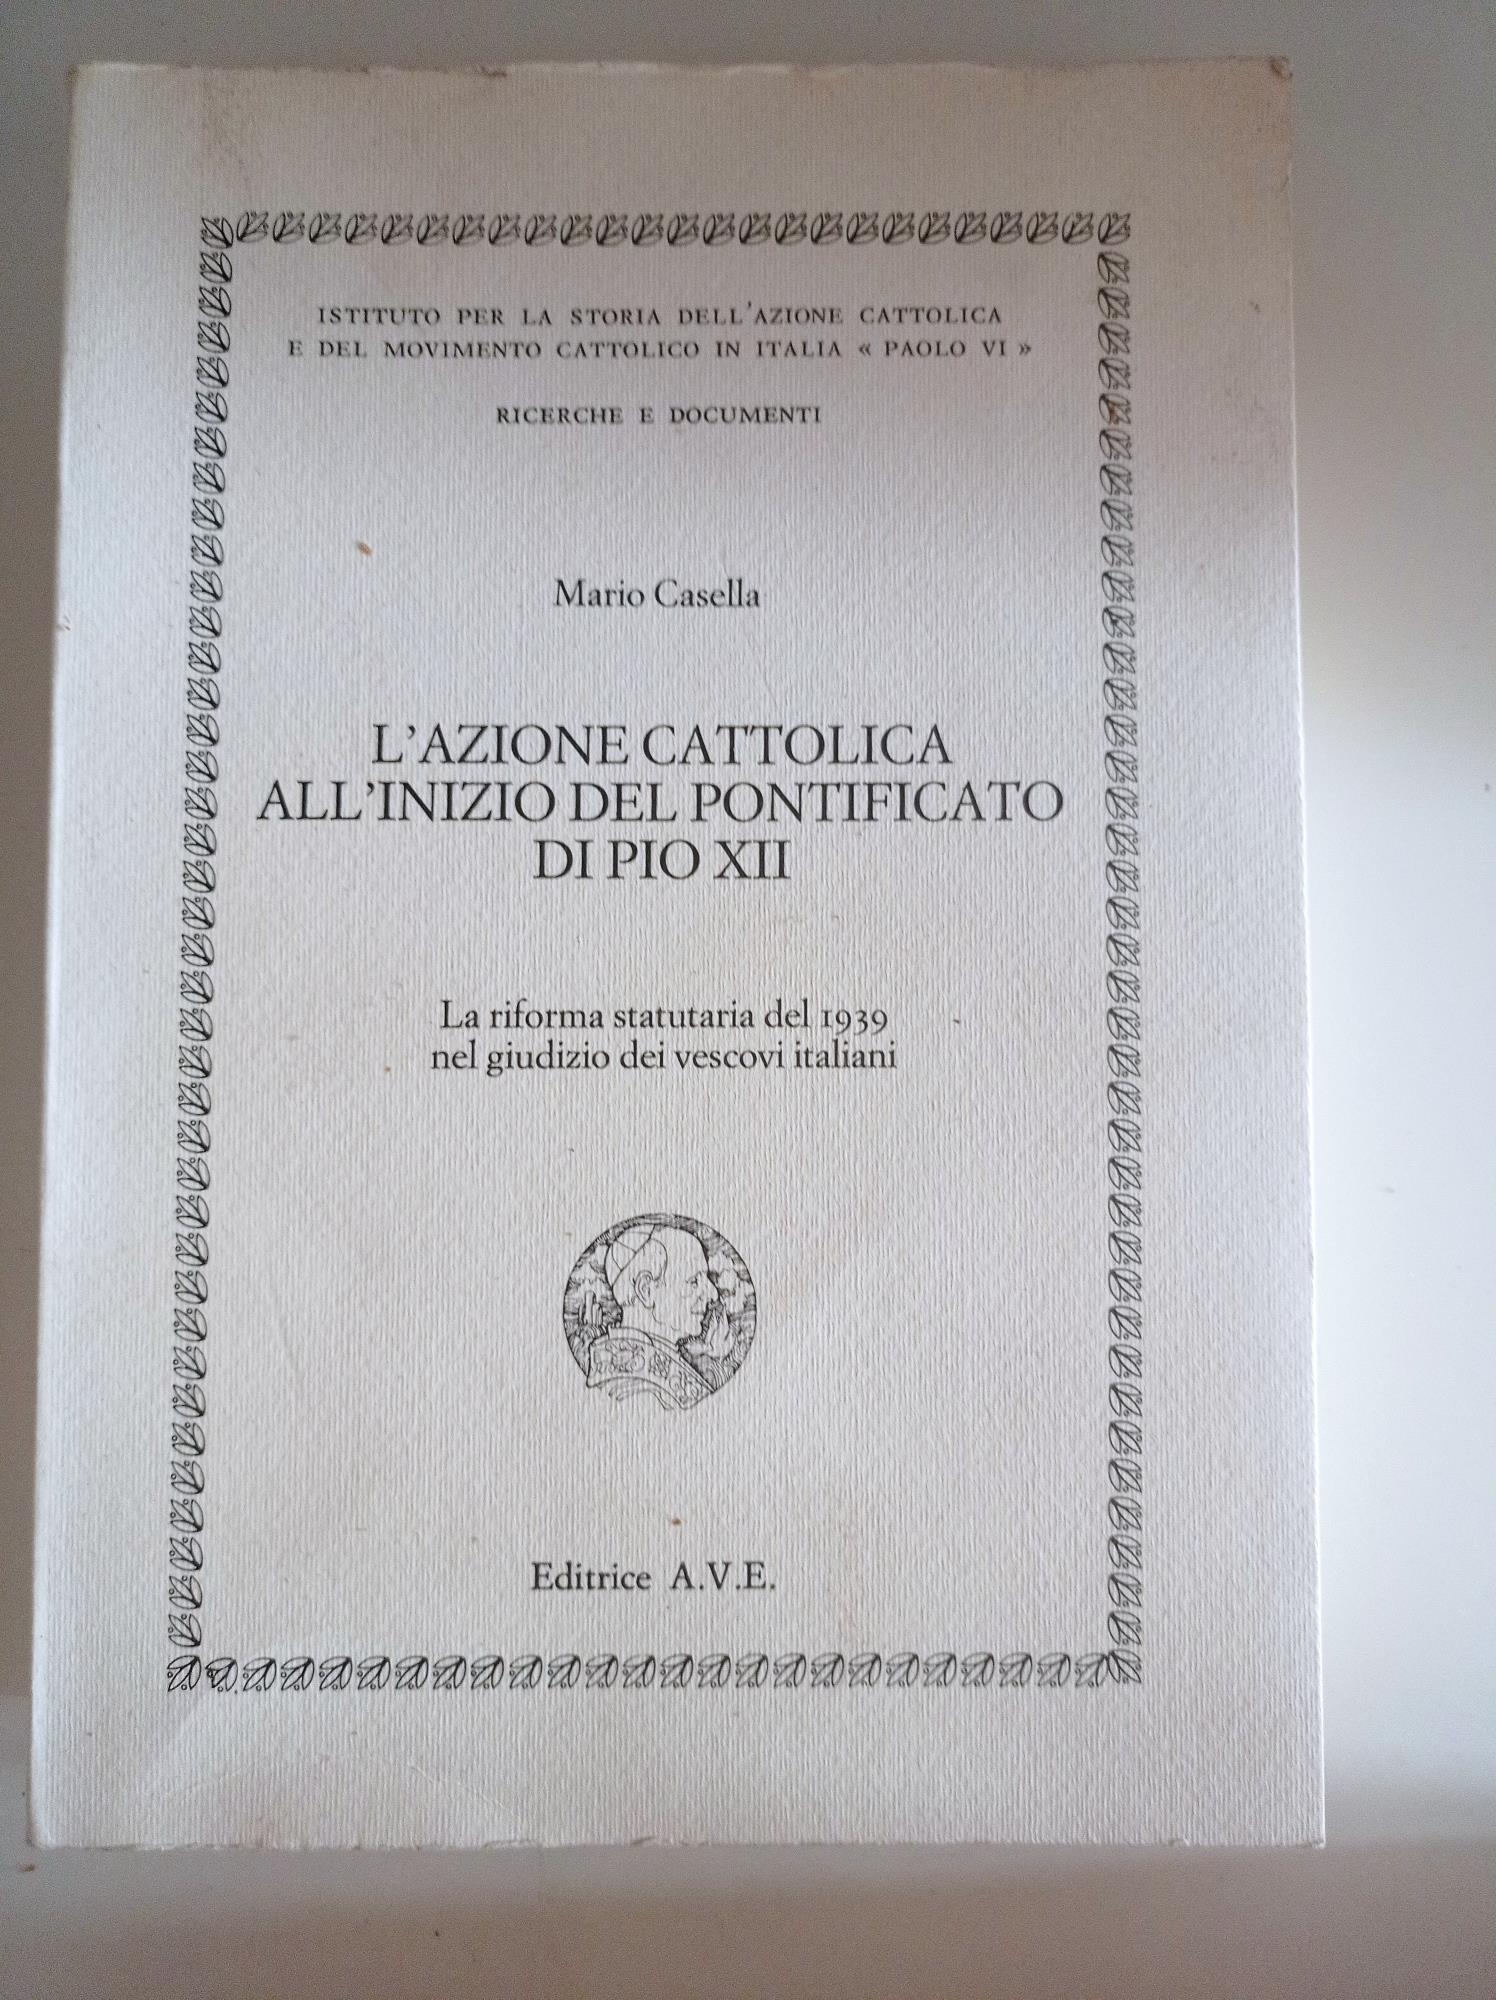 ISTITUTO PER LA STORIA DELL'AZIONE CATTOLICA
E DEL MOVIMENTO CATTOLICO IN ITALIA « PAOLO VI »
RICERCHE E DOCUMENTI
Mario Casella
L'AZIONE CATTOLICA
ALL'INIZIO DEL PONTIFICATO
DI PIO XII
La riforma statutaria del 1939
nel giudizio dei vescovi italiani
Editrice A.V.E.